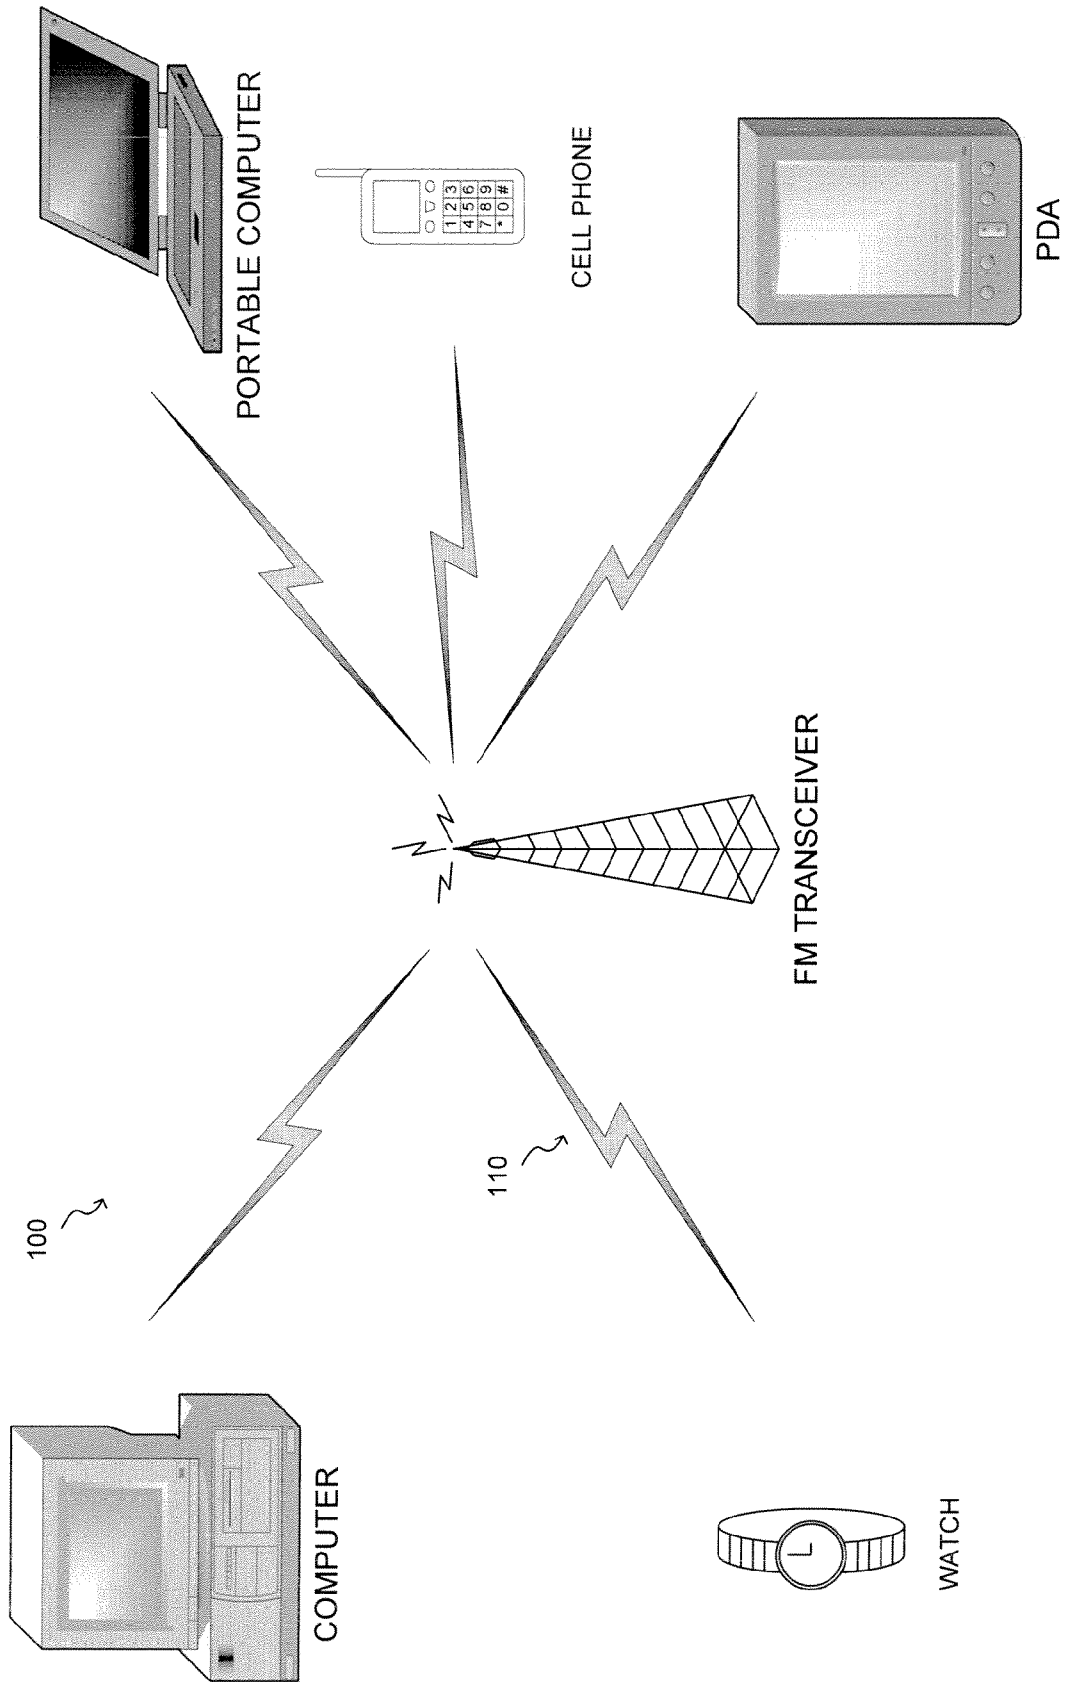 100
PORTABLE COMPUTER
COMPUTER
1 2 3
4 5 6
7 8 9
* 0 #
110
CELL PHONE
FM TRANSCEIVER
WATCH
PDA